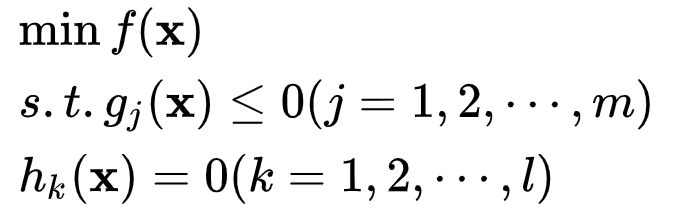 min f(x)
s.t. g_j(x) ≤ 0(j = 1, 2, ⋯, m)
h_k(x) = 0(k = 1, 2, ⋯, l)